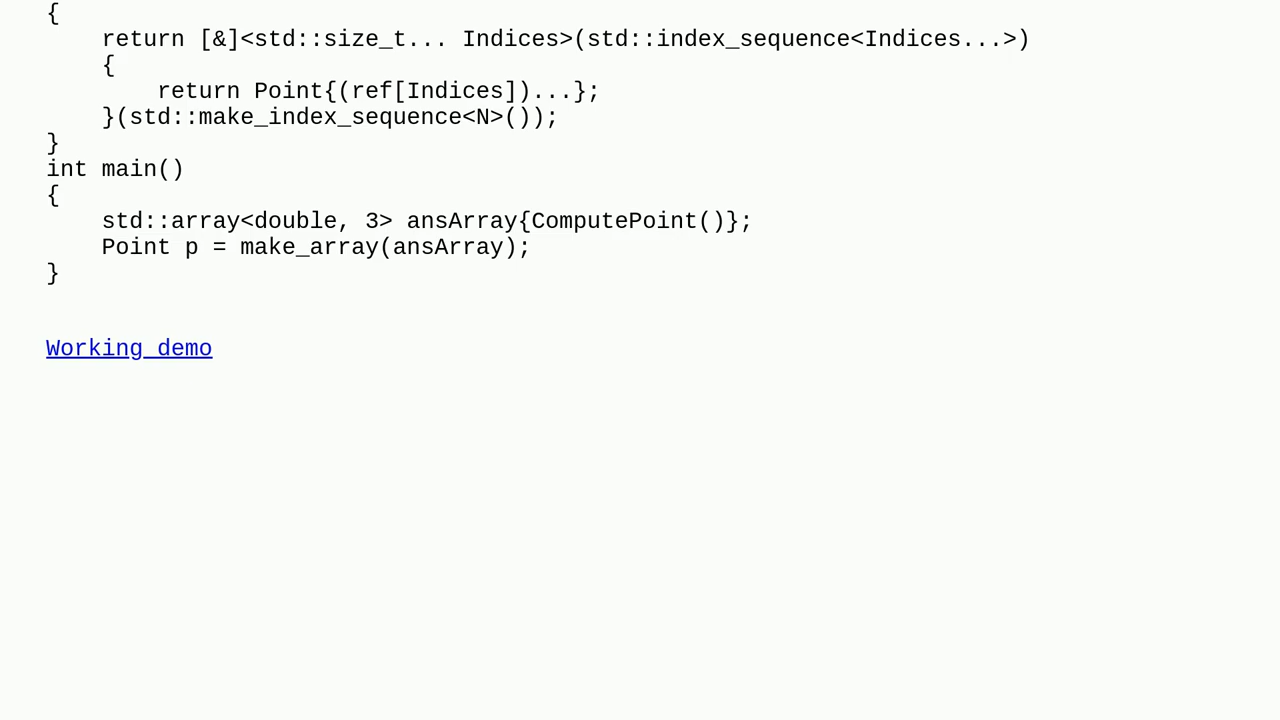 {
    return [&]<std::size_t... Indices>(std::index_sequence<Indices...>)
    {
        return Point{(ref[Indices])...};
    }(std::make_index_sequence<N>());
}
int main()
{
    std::array<double, 3> ansArray{ComputePoint()};
    Point p = make_array(ansArray);
}
Working demo